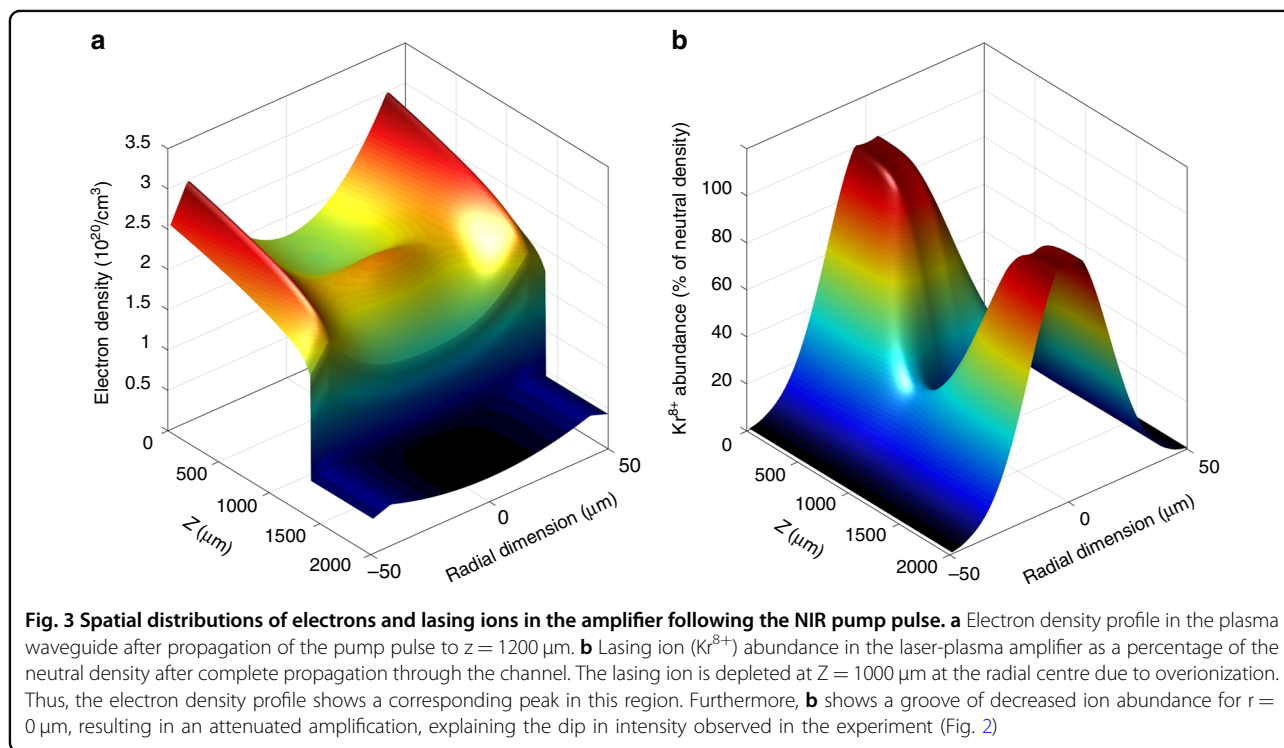 a
3.5
3
2.5
2
1.5
1
0.5
0
Electron density (10²⁰/cm³)
500
1000
1500
2000
Z (μm)
–50
0
50
Radial dimension (μm)
b
100
80
60
40
20
0
Kr⁸⁺ abundance (% of neutral density)
500
1000
1500
2000
Z (μm)
–50
0
50
Radial dimension (μm)
Fig. 3 Spatial distributions of electrons and lasing ions in the amplifier following the NIR pump pulse. a Electron density profile in the plasma
waveguide after propagation of the pump pulse to z = 1200 μm. b Lasing ion (Kr⁸⁺) abundance in the laser-plasma amplifier as a percentage of the
neutral density after complete propagation through the channel. The lasing ion is depleted at Z = 1000 μm at the radial centre due to overionization.
Thus, the electron density profile shows a corresponding peak in this region. Furthermore, b shows a groove of decreased ion abundance for r =
0 μm, resulting in an attenuated amplification, explaining the dip in intensity observed in the experiment (Fig. 2)